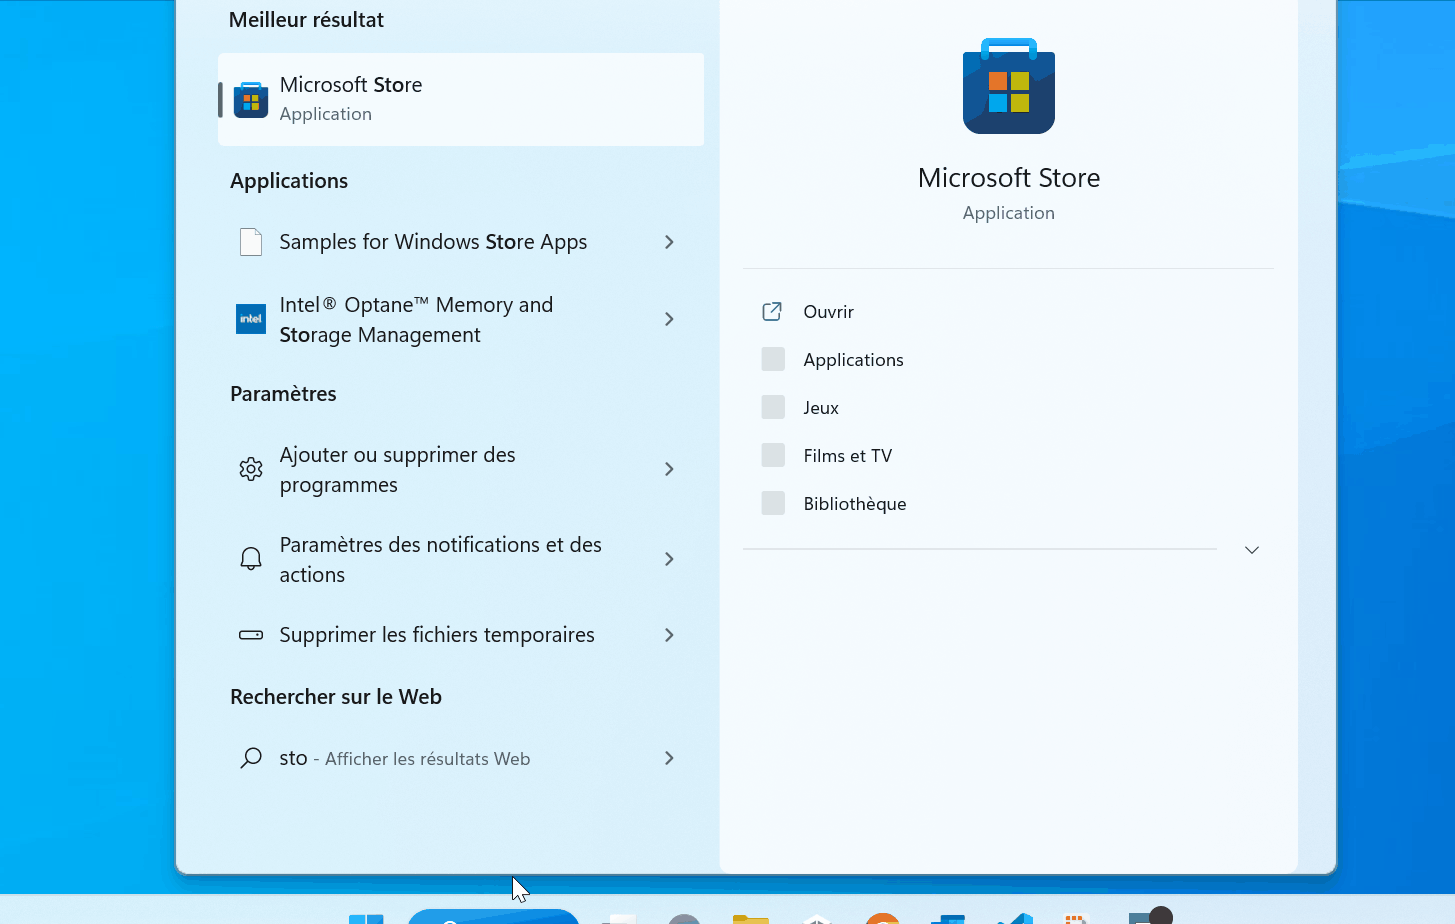 Meilleur résultat
Microsoft Store
Application
Applications
Samples for Windows Store Apps
Intel® Optane™ Memory and
Storage Management
Paramètres
Ajouter ou supprimer des
programmes
Paramètres des notifications et des
actions
Supprimer les fichiers temporaires
Rechercher sur le Web
sto - Afficher les résultats Web
Microsoft Store
Application
Ouvrir
Applications
Jeux
Films et TV
Bibliothèque
intel